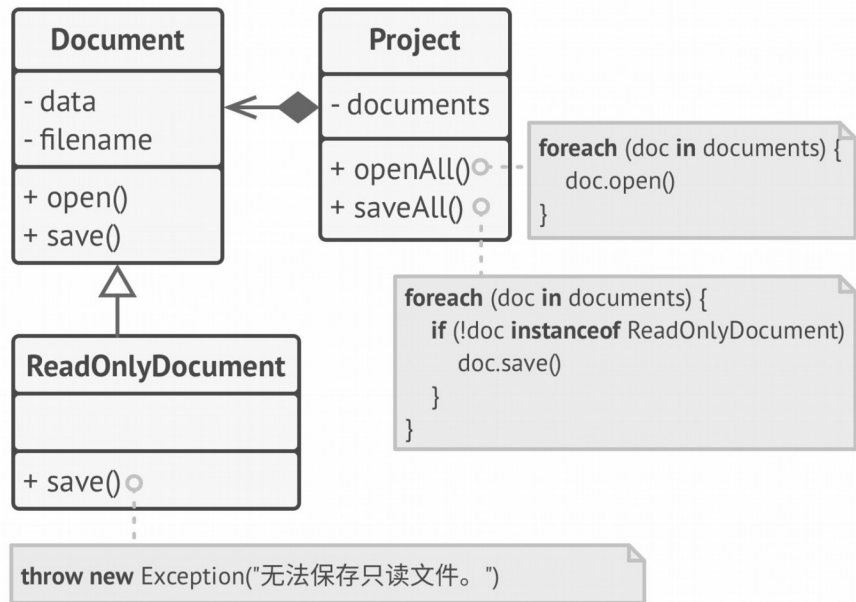 Document
- data
- filename
+ open()
+ save()
Project
- documents
+ openAll()
+ saveAll()
foreach (doc in documents) {
doc.open()
}
foreach (doc in documents) {
if (!doc instanceof ReadOnlyDocument)
doc.save()
}
}
ReadOnlyDocument
+ save()
throw new Exception("无法保存只读文件。")